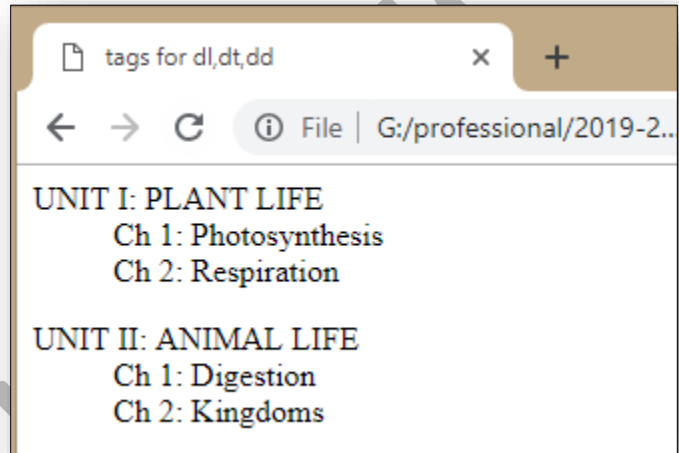 tags for dl,dt,dd
File G:/professional/2019-2...
UNIT I: PLANT LIFE
Ch 1: Photosynthesis
Ch 2: Respiration
UNIT II: ANIMAL LIFE
Ch 1: Digestion
Ch 2: Kingdoms